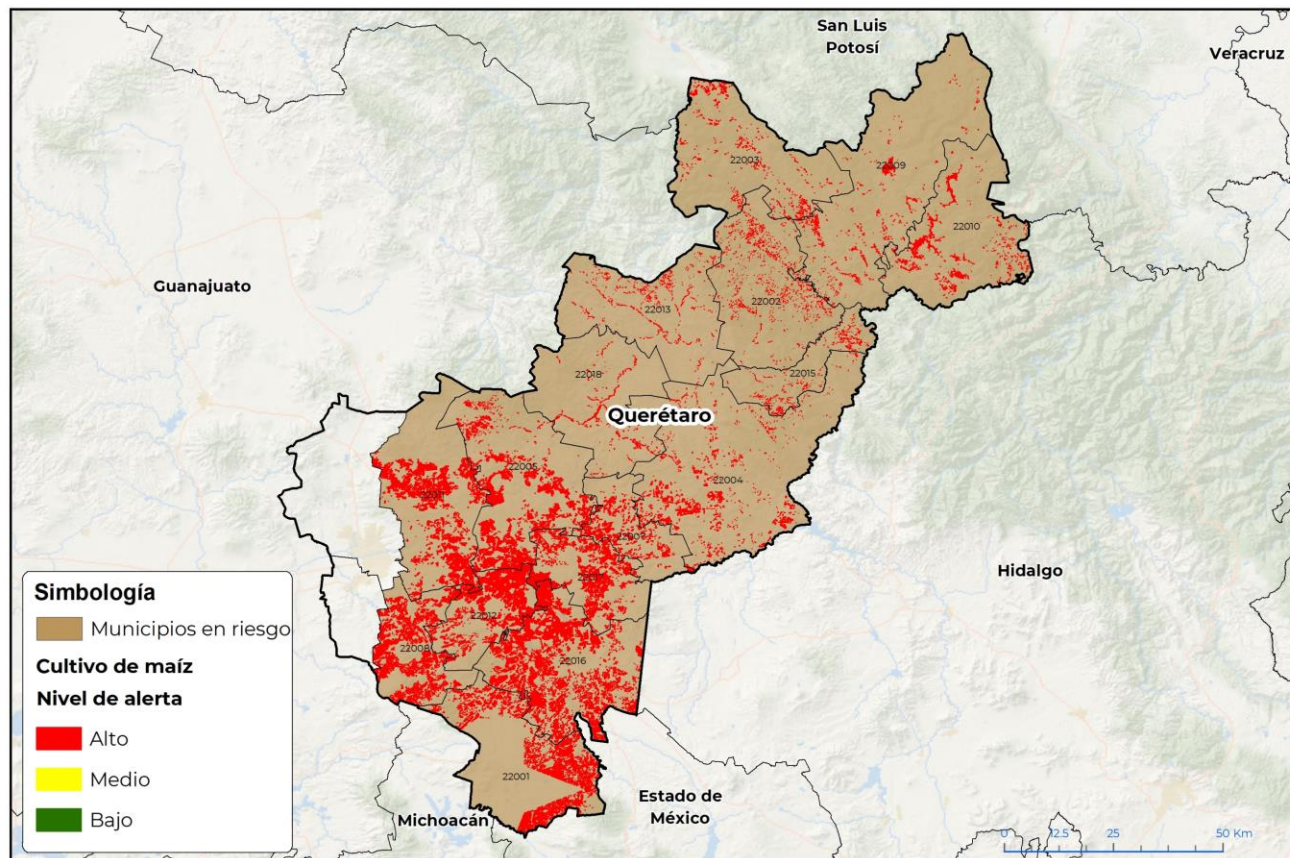 San Luis
Potosí
Veracruz
22003
22009
22010
Guanajuato
22013
22002
22018
22015
Querétaro
22005
22004
Hidalgo
22012
22008
22016
22001
Michoacán
Estado de
México
Simbología
Municipios en riesgo
Cultivo de maíz
Nivel de alerta
Alto
Medio
Bajo
0 12.5 25 50 Km